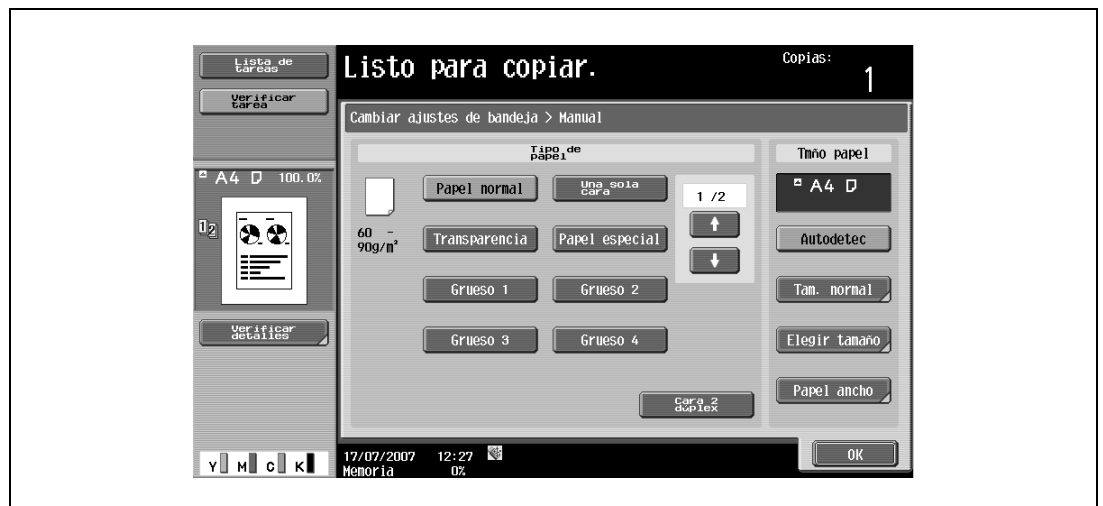 Lista de
tareas
Verificar
tarea
A4 100.0%
12
Verificar
detalles
Y M C K
Listo para copiar.
Copias:
1
Cambiar ajustes de bandeja > Manual
Tipo de
papel
60 -
90g/m²
Papel normal
Una sola
cara
Transparencia
Papel especial
Grueso 1
Grueso 2
Grueso 3
Grueso 4
1 /2
Cara 2
dúplex
Tmño papel
A4
Autodetec
Tam. normal
Elegir tamaño
Papel ancho
17/07/2007 12:27
Memoria 0%
OK